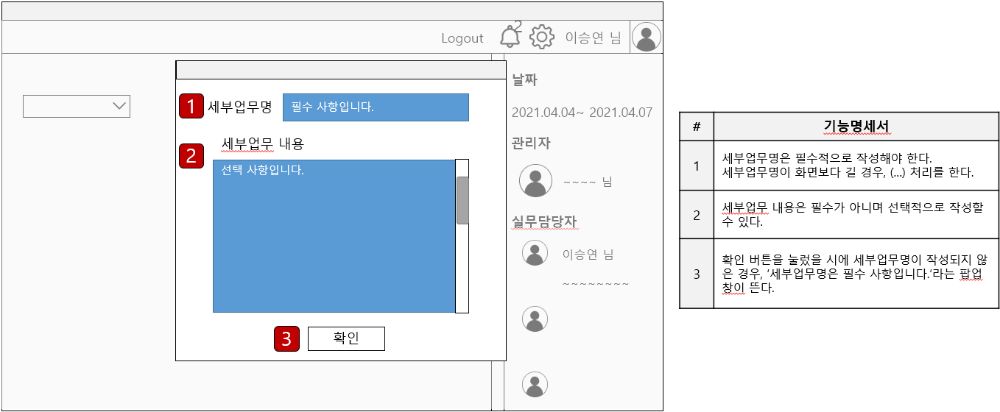 Logout
2
이승연 님
1
세부업무명
필수 사항입니다.
2
세부업무 내용
선택 사항입니다.
3
확인
날짜
2021.04.04~ 2021.04.07
관리자
~~~~ 님
실무담당자
이승연 님
~~~~~~~~
#
기능명세서
1
세부업무명은 필수적으로 작성해야 한다.
세부업무명이 화면보다 길 경우, (...) 처리를 한다.
2
세부업무 내용은 필수가 아니며 선택적으로 작성할
수 있다.
3
확인 버튼을 눌렀을 시에 세부업무명이 작성되지 않
은 경우, ‘세부업무명은 필수 사항입니다.’라는 팝업
창이 뜬다.